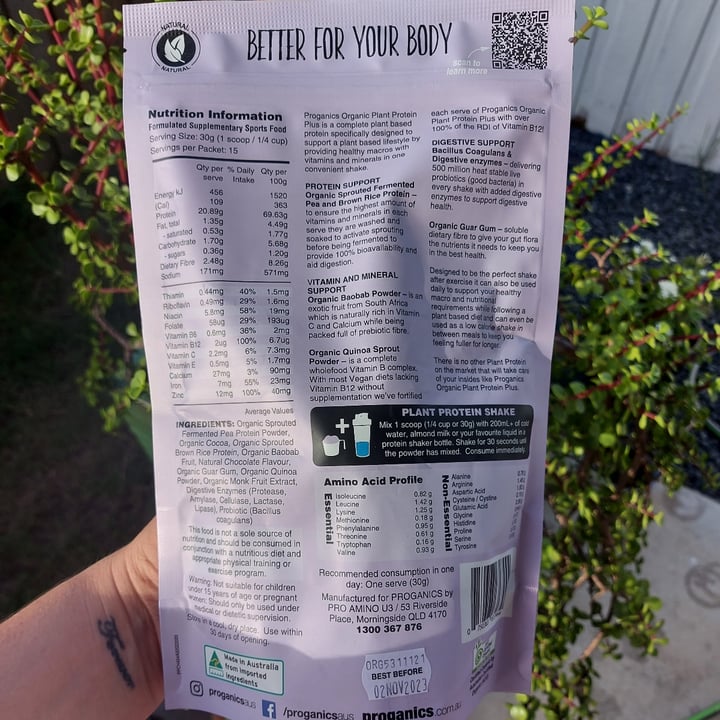 NATURAL
NATURAL
BETTER FOR YOUR BODY
scan to
learn more
Nutrition Information
Formulated Supplementary Sports Food
Serving Size: 30g (1 scoop / 1/4 cup)
Servings per Packet: 15
Qty per serve % Daily Intake Qty per 100g
Energy kJ 456 1520
(Cal) 109 363
Protein 20.89g 69.63g
Fat, total 1.35g 4.49g
- saturated 0.53g 1.77g
Carbohydrate 1.70g 5.68g
- sugars 0.36g 1.20g
Dietary Fibre 2.48g 8.26g
Sodium 171mg 571mg
Thiamin 0.44mg 40% 1.5mg
Riboflavin 0.49mg 29% 1.6mg
Niacin 5.8mg 58% 19mg
Folate 58ug 29% 193ug
Vitamin B6 0.6mg 36% 2mg
Vitamin B12 2ug 100% 6.7ug
Vitamin C 2.2mg 6% 7.3mg
Vitamin E 0.5mg 5% 1.7mg
Calcium 27mg 3% 90mg
Iron 7mg 55% 23mg
Zinc 12mg 100% 40mg
Average Values
INGREDIENTS: Organic Sprouted
Fermented Pea Protein Powder,
Organic Cocoa, Organic Sprouted
Brown Rice Protein, Organic Baobab
Fruit, Natural Chocolate Flavour,
Organic Guar Gum, Organic Quinoa
Powder, Organic Monk Fruit Extract,
Digestive Enzymes (Protease,
Amylase, Cellulase, Lactase,
Lipase), Probiotic (Bacillus
coagulans)
This food is not a sole source of
nutrition and should be consumed in
conjunction with a nutritious diet and
appropriate physical training or
exercise program.
Warning: Not suitable for children
under 15 years of age or pregnant
women: Should only be used under
medical or dietetic supervision.
Store in a cool, dry place. Use within
30 days of opening.
Made in Australia
from imported
ingredients
proganicsaus
/proganicsaus
proganics.com.au
Proganics Organic Plant Protein
Plus is a complete plant based
protein specifically designed to
support a plant based lifestyle by
providing healthy macros with
vitamins and minerals in one
convenient shake.
PROTEIN SUPPORT
Organic Sprouted Fermented
Pea and Brown Rice Protein –
to ensure the highest amount of
vitamins and minerals in each
serve they are sprouted and
soaked to activate sprouting
before being fermented to
provide 100% bioavailability and
aid digestion.
VITAMIN AND MINERAL
SUPPORT
Organic Baobab Powder – is an
exotic fruit from South Africa
which is naturally rich in Vitamin
C and Calcium while being
packed full of prebiotic fibre.
Organic Quinoa Sprout
Powder – is a complete
wholefood Vitamin B complex.
With most Vegan diets lacking
Vitamin B12 without
supplementation we've fortified
each serve of Proganics Organic
Plant Protein Plus with over
100% of the RDI of Vitamin B12!
DIGESTIVE SUPPORT
Bacillus Coagulans &
Digestive enzymes – delivering
500 million heat stable live
probiotics (good bacteria) in
every shake with added digestive
enzymes to support digestive
health.
Organic Guar Gum – soluble
dietary fibre to give your gut flora
the nutrients it needs to keep you
in the best health.
Designed to be the perfect shake
after exercise it can also be used
daily to support your healthy
macro and nutritional
requirements while following a
plant based diet and can even be
used as a low calorie shake in
between meals to keep you
feeling fuller for longer.
There is no other Plant Protein
on the market that will take care
of your insides like Proganics
Organic Plant Protein Plus.
PLANT PROTEIN SHAKE
Mix 1 scoop (1/4 cup or 30g) with 200mL+ of cold
water, almond milk or your favourite liquid in a
protein shaker bottle. Shake for 30 seconds until
the powder has mixed. Consume immediately.
Amino Acid Profile
Essential
Isoleucine 0.82 g
Leucine 1.42 g
Lysine 1.25 g
Methionine 0.18 g
Phenylalanine 0.95 g
Threonine 0.61 g
Tryptophan 0.16 g
Valine 0.93 g
Non-Essential
Alanine
Arginine
Aspartic Acid
Cysteine / Cystine
Glutamic Acid
Glycine
Histidine
Proline
Serine
Tyrosine
Recommended consumption in one
day: One serve (30g)
Manufactured for PROGANICS by
PRO AMINO U3 / 53 Riverside
Place, Morningside QLD 4170
1300 367 876
ORG5311121
BEST BEFORE
02NOV2023
Forever